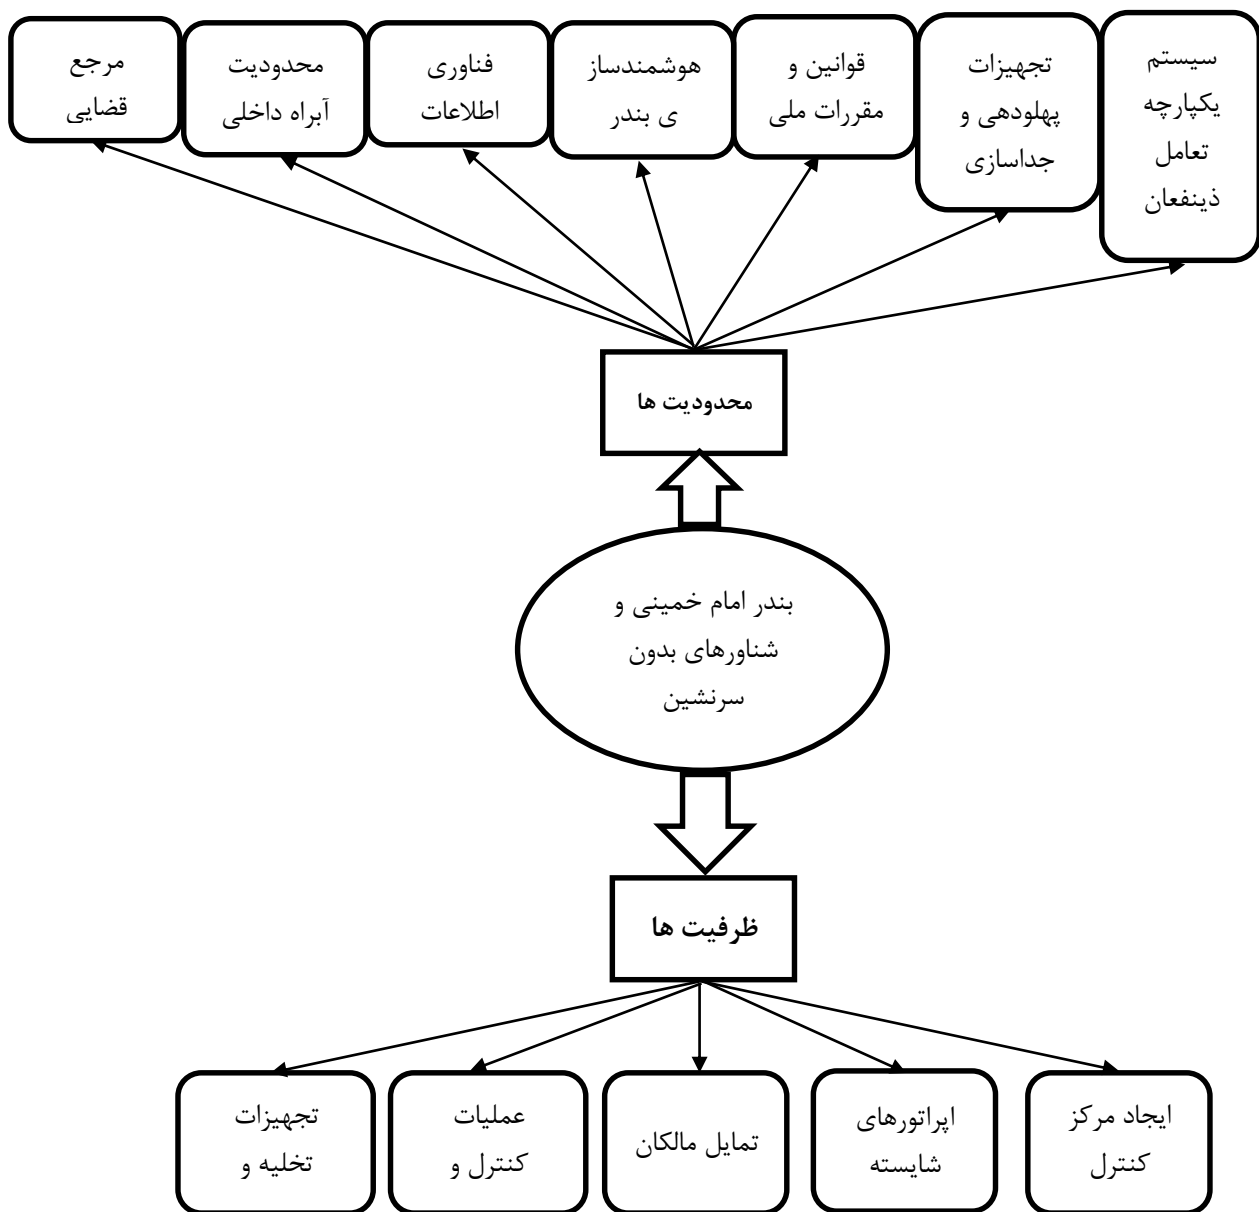 سیستم
یکپارچه
تعامل
ذینفعان
تجهیزات
پهلودهی و
جداسازی
قوانین و
مقررات ملی
هوشمندساز
ی بندر
فناوری
اطلاعات
محدودیت
آبراه داخلی
مرجع
قضایی
محدودیت ها
بندر امام خمینی و
شناورهای بدون
سرنشین
ظرفیت ها
ایجاد مرکز
کنترل
اپراتورهای
شایسته
تمایل مالکان
عملیات
کنترل و
تجهیزات
تخلیه و